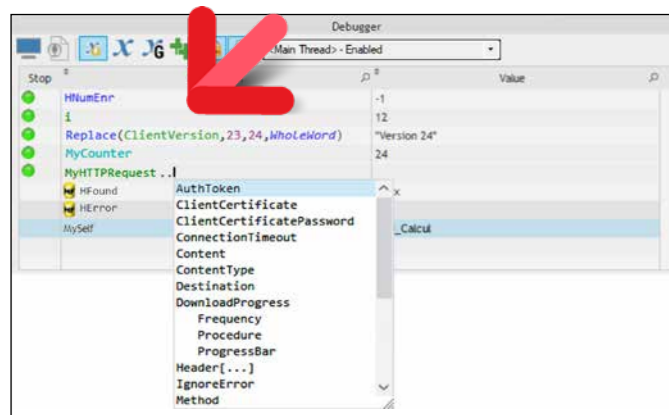 Debugger
<Main Thread> - Enabled
Stop Value
HNumEnr -1
i 12
Replace(ClientVersion,23,24,WholeWord) "Version 24"
MyCounter 24
MyHTTPRequest..
HFound x
HError
MySelf _Calcul
AuthToken
ClientCertificate
ClientCertificatePassword
ConnectionTimeout
Content
ContentType
Destination
DownloadProgress
Frequency
Procedure
ProgressBar
Header[...]
IgnoreError
Method